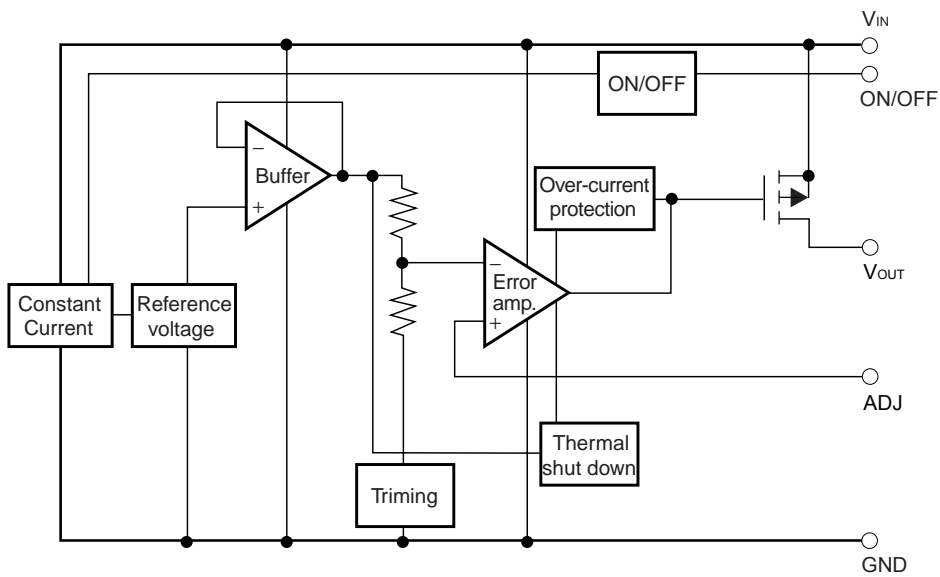 VIN
ON/OFF
ON/OFF
−
Buffer
+
Over-current
protection
VOUT
−
Error
amp.
+
Constant
Current
Reference
voltage
ADJ
Thermal
shut down
Triming
GND